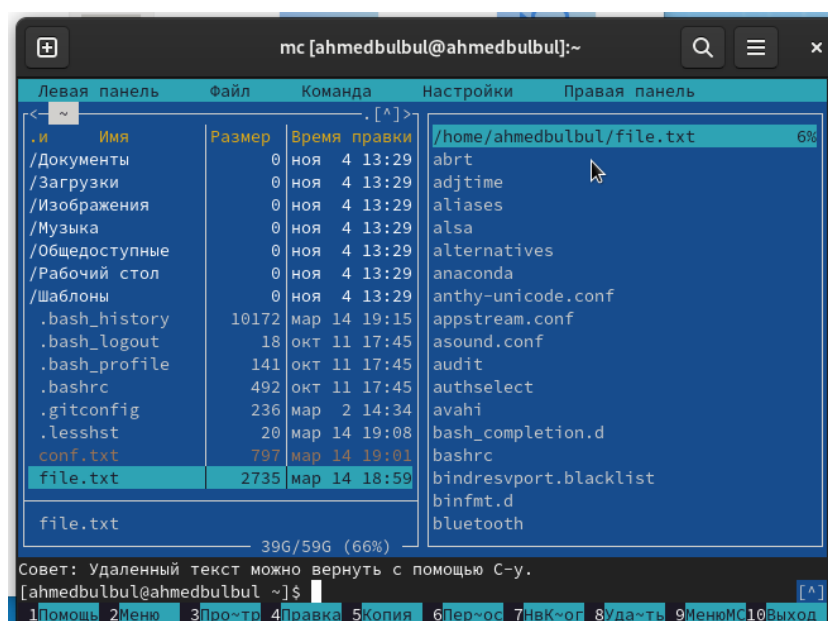 mc [ahmedbulbul@ahmedbulbul]:~
Левая панель Файл Команда Настройки Правая панель
<— ~ .[^]>
.и Имя Размер Время правки
/Документы 0 ноя 4 13:29
/Загрузки 0 ноя 4 13:29
/Изображения 0 ноя 4 13:29
/Музыка 0 ноя 4 13:29
/Общедоступные 0 ноя 4 13:29
/Рабочий стол 0 ноя 4 13:29
/Шаблоны 0 ноя 4 13:29
.bash_history 10172 мар 14 19:15
.bash_logout 18 окт 11 17:45
.bash_profile 141 окт 11 17:45
.bashrc 492 окт 11 17:45
.gitconfig 236 мар 2 14:34
.lesshst 20 мар 14 19:08
conf.txt 797 мар 14 19:01
file.txt 2735 мар 14 18:59
file.txt
39G/59G (66%)
/home/ahmedbulbul/file.txt 6%
abrt
adjtime
aliases
alsa
alternatives
anaconda
anthy-unicode.conf
appstream.conf
asound.conf
audit
authselect
avahi
bash_completion.d
bashrc
bindresvport.blacklist
binfmt.d
bluetooth
Совет: Удаленный текст можно вернуть с помощью C-y.
[ahmedbulbul@ahmedbulbul ~]$ [^]
1Помощь 2Меню 3Про~тр 4Правка 5Копия 6Пер~ос 7НвК~ог 8Уда~ть 9МенюMC 10Выход